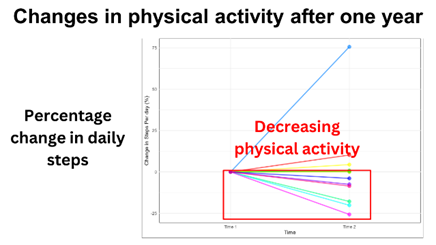 Changes in physical activity after one year
Percentage
change in daily
steps
Change in Steps Per-day (%)
75
50
25
0
-25
Decreasing
physical activity
Time 1
Time 2
Time